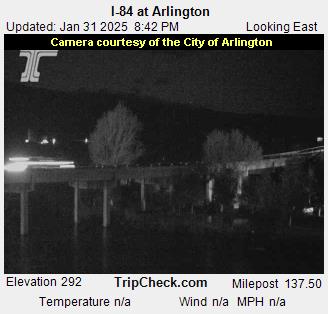 I-84 at Arlington
Updated: Jan 31 2025 8:42 PM Looking East
Camera courtesy of the City of Arlington
Elevation 292 TripCheck.com Milepost 137.50
Temperature n/a Wind n/a MPH n/a